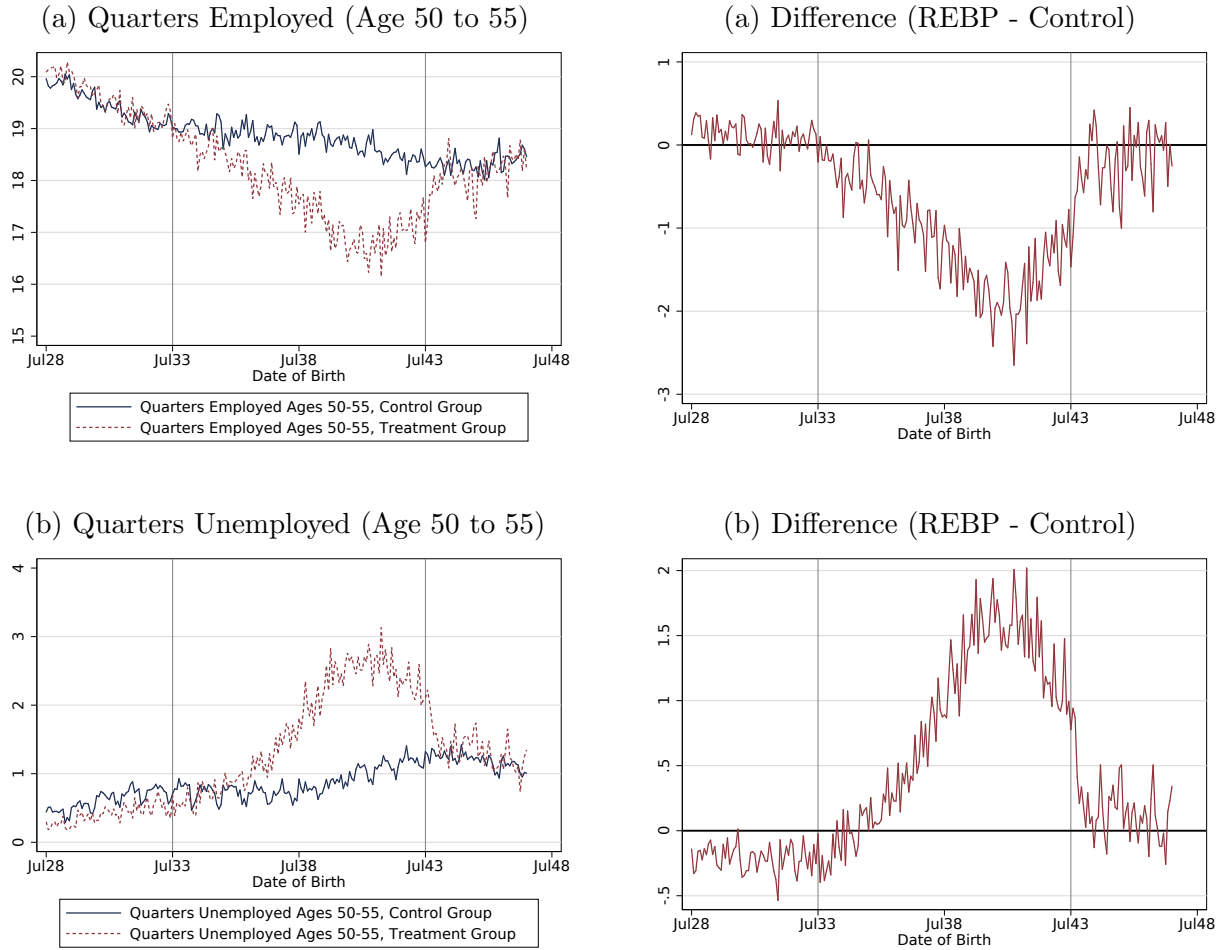 (a) Quarters Employed (Age 50 to 55)
20
19
18
17
16
15
Jul28 Jul33 Jul38 Jul43 Jul48
Date of Birth
Quarters Employed Ages 50-55, Control Group
Quarters Employed Ages 50-55, Treatment Group
(a) Difference (REBP - Control)
1
0
-1
-2
-3
Jul28 Jul33 Jul38 Jul43 Jul48
Date of Birth
(b) Quarters Unemployed (Age 50 to 55)
4
3
2
1
0
Jul28 Jul33 Jul38 Jul43 Jul48
Date of Birth
Quarters Unemployed Ages 50-55, Control Group
Quarters Unemployed Ages 50-55, Treatment Group
(b) Difference (REBP - Control)
2
1.5
1
.5
0
-.5
Jul28 Jul33 Jul38 Jul43 Jul48
Date of Birth